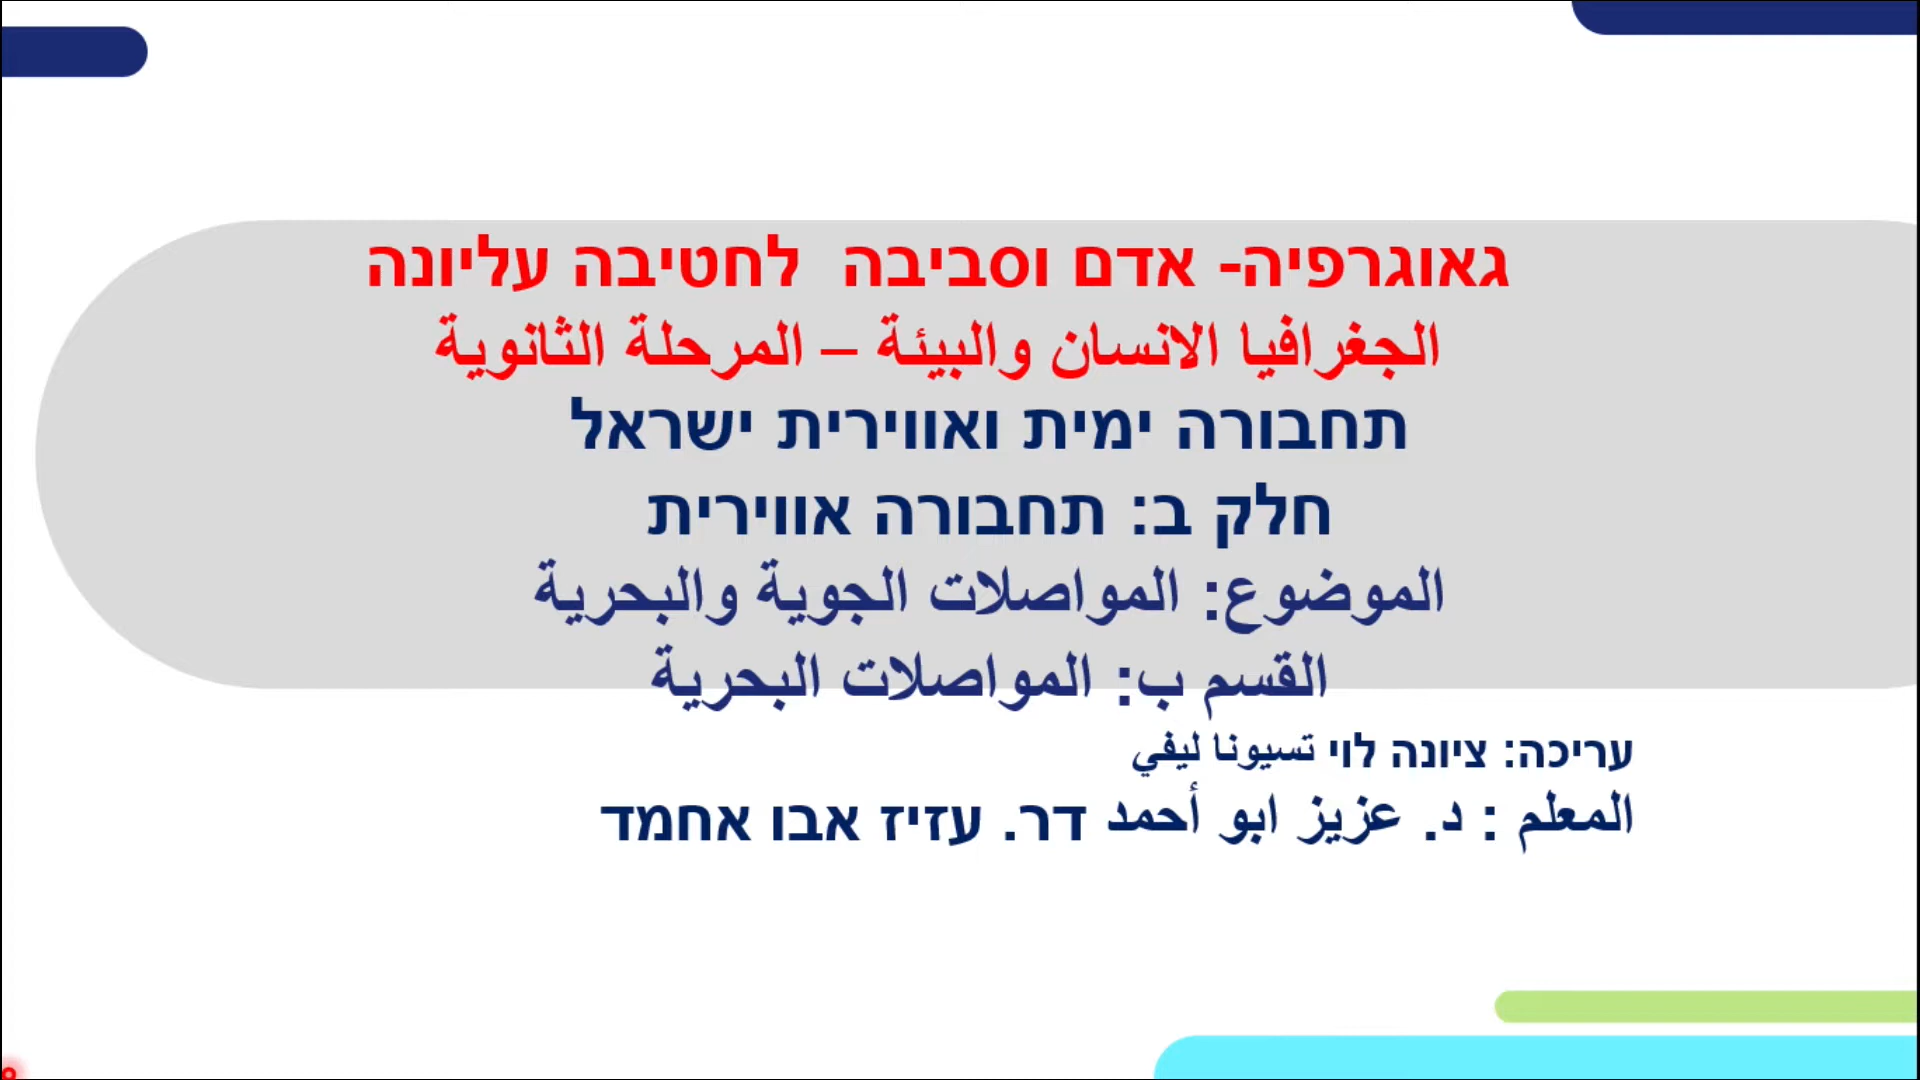 גאוגרפיה- אדם וסביבה לחטיבה עליונה
الجغرافيا الانسان والبيئة – المرحلة الثانوية
תחבורה ימית ואווירית ישראל
חלק ב: תחבורה אווירית
الموضوع: المواصلات الجوية والبحرية
القسم ب: المواصلات البحرية
עריכה: ציונה לוי تسيونا ليفي
المعلم : د. عزيز ابو أحمد דר. עזיז אבו אחמד